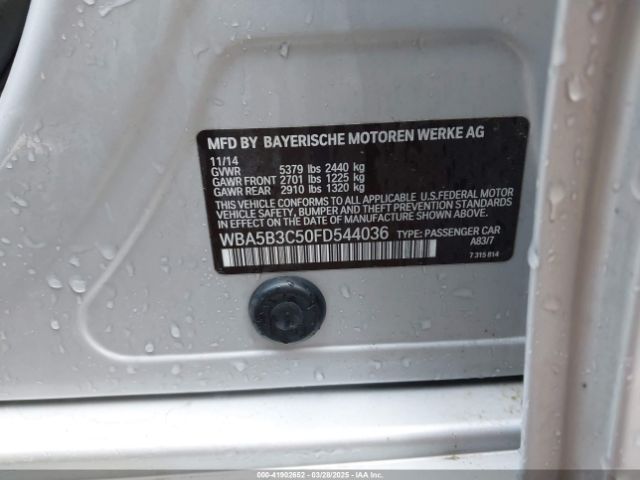 MFD BY BAYERISCHE MOTOREN WERKE AG
11/14
GVWR 5379 lbs 2440 kg
GAWR FRONT 2701 lbs 1225 kg
GAWR REAR 2910 lbs 1320 kg
THIS VEHICLE CONFORMS TO ALL APPLICABLE U.S.FEDERAL MOTOR
VEHICLE SAFETY, BUMPER AND THEFT PREVENTION STANDARDS
IN EFFECT ON THE DATE OF MANUFACTURE SHOWN ABOVE.
WBA5B3C50FD544036 TYPE: PASSENGER CAR
A83/7
7 315 814
000-41902652 - 03/28/2025 - IAAI.COM